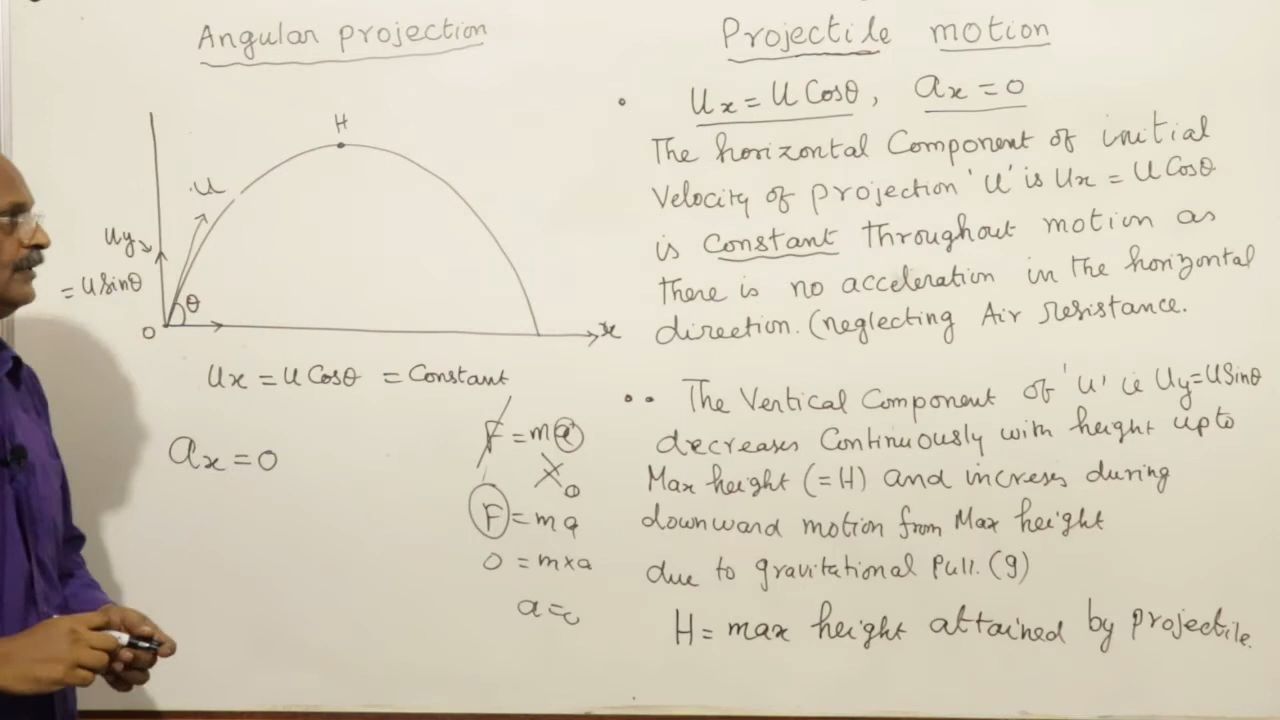 Angular projection
H
u
uy
= usinθ
θ
O
x
ux = u Cosθ = Constant
ax = 0
F = ma
0
F = ma
0 = m×a
a = 0
Projectile motion
• ux = u Cosθ, ax = 0
The horizontal Component of initial
Velocity of projection 'u' is ux = u Cosθ
is Constant throughout motion as
there is no acceleration in the horizontal
direction. (neglecting Air resistance.
•• The Vertical Component of 'u' ie uy=usinθ
decreases Continuously with height upto
Max height (=H) and increses during
downward motion from Max height
due to gravitational Pull. (g)
H = max height attained by projectile.